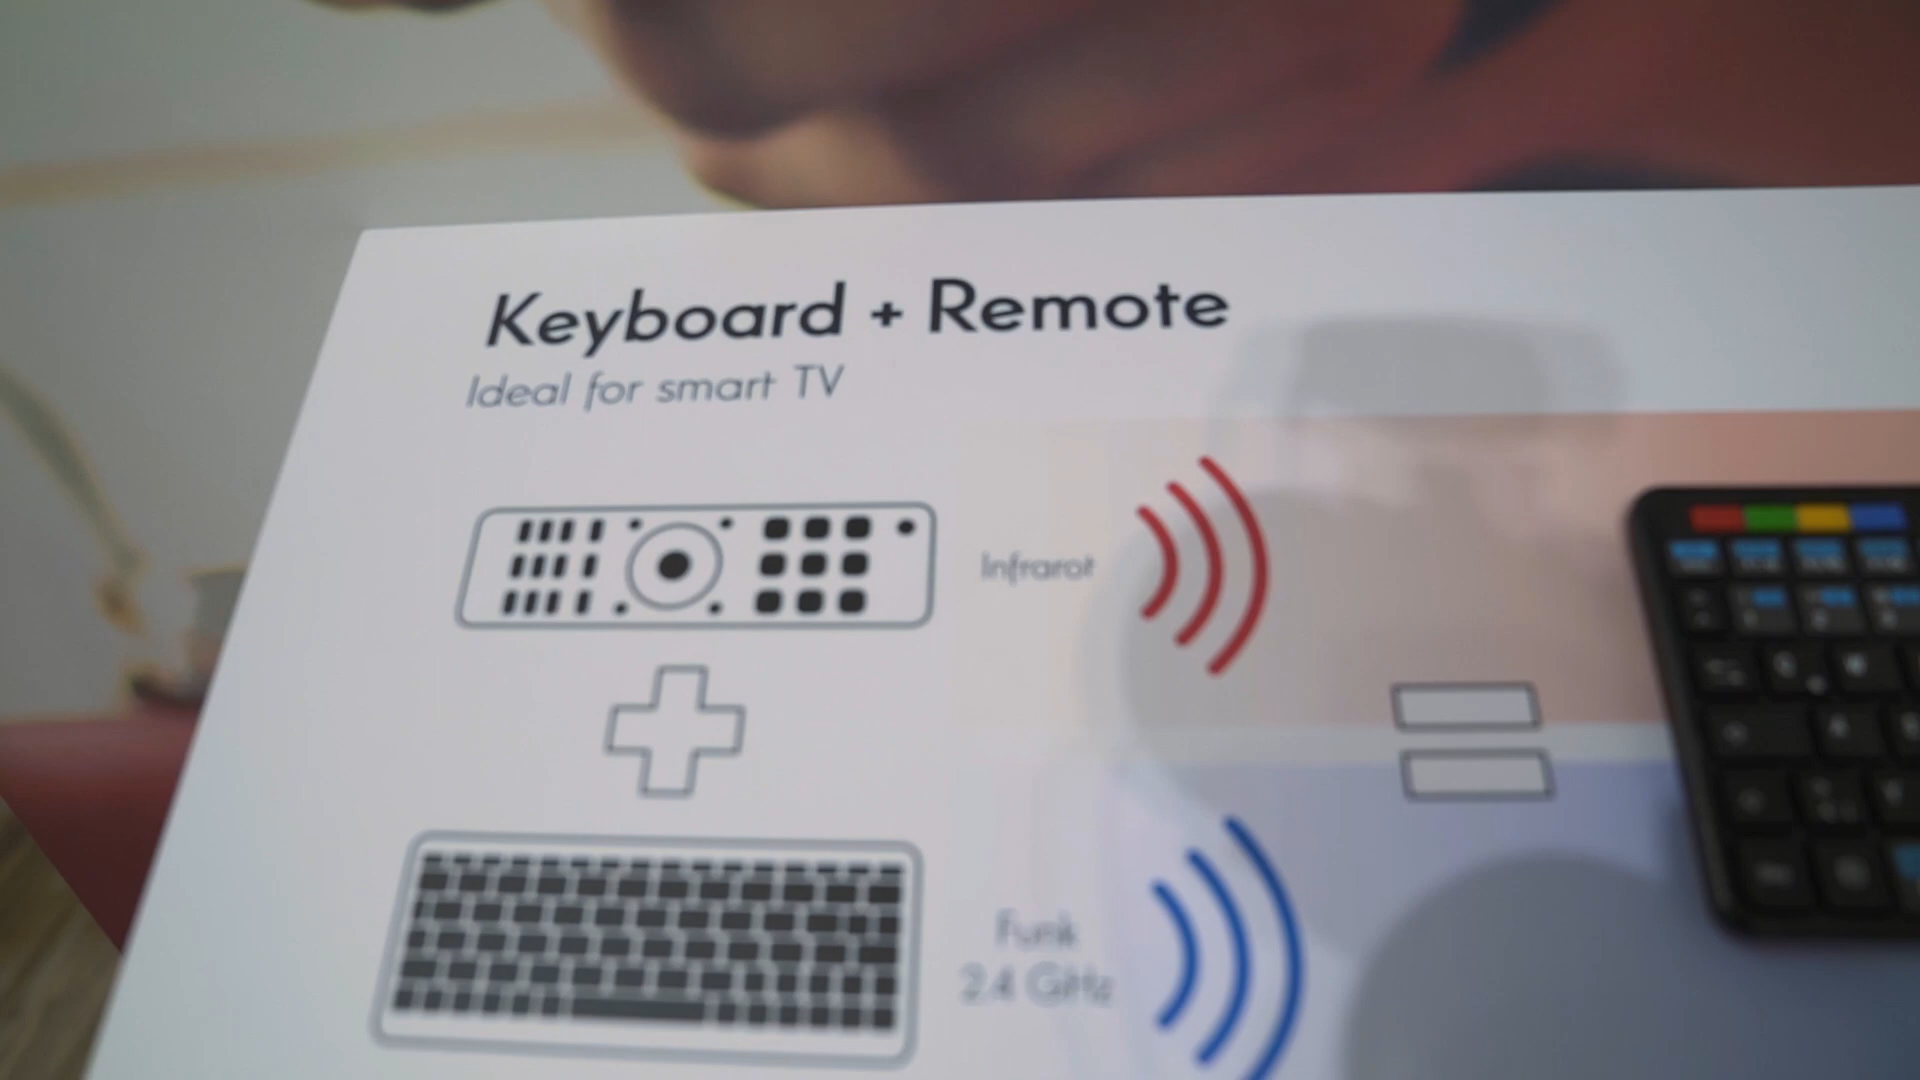 Keyboard + Remote
Ideal for smart TV
Infrarot
Funk
2.4 GHz